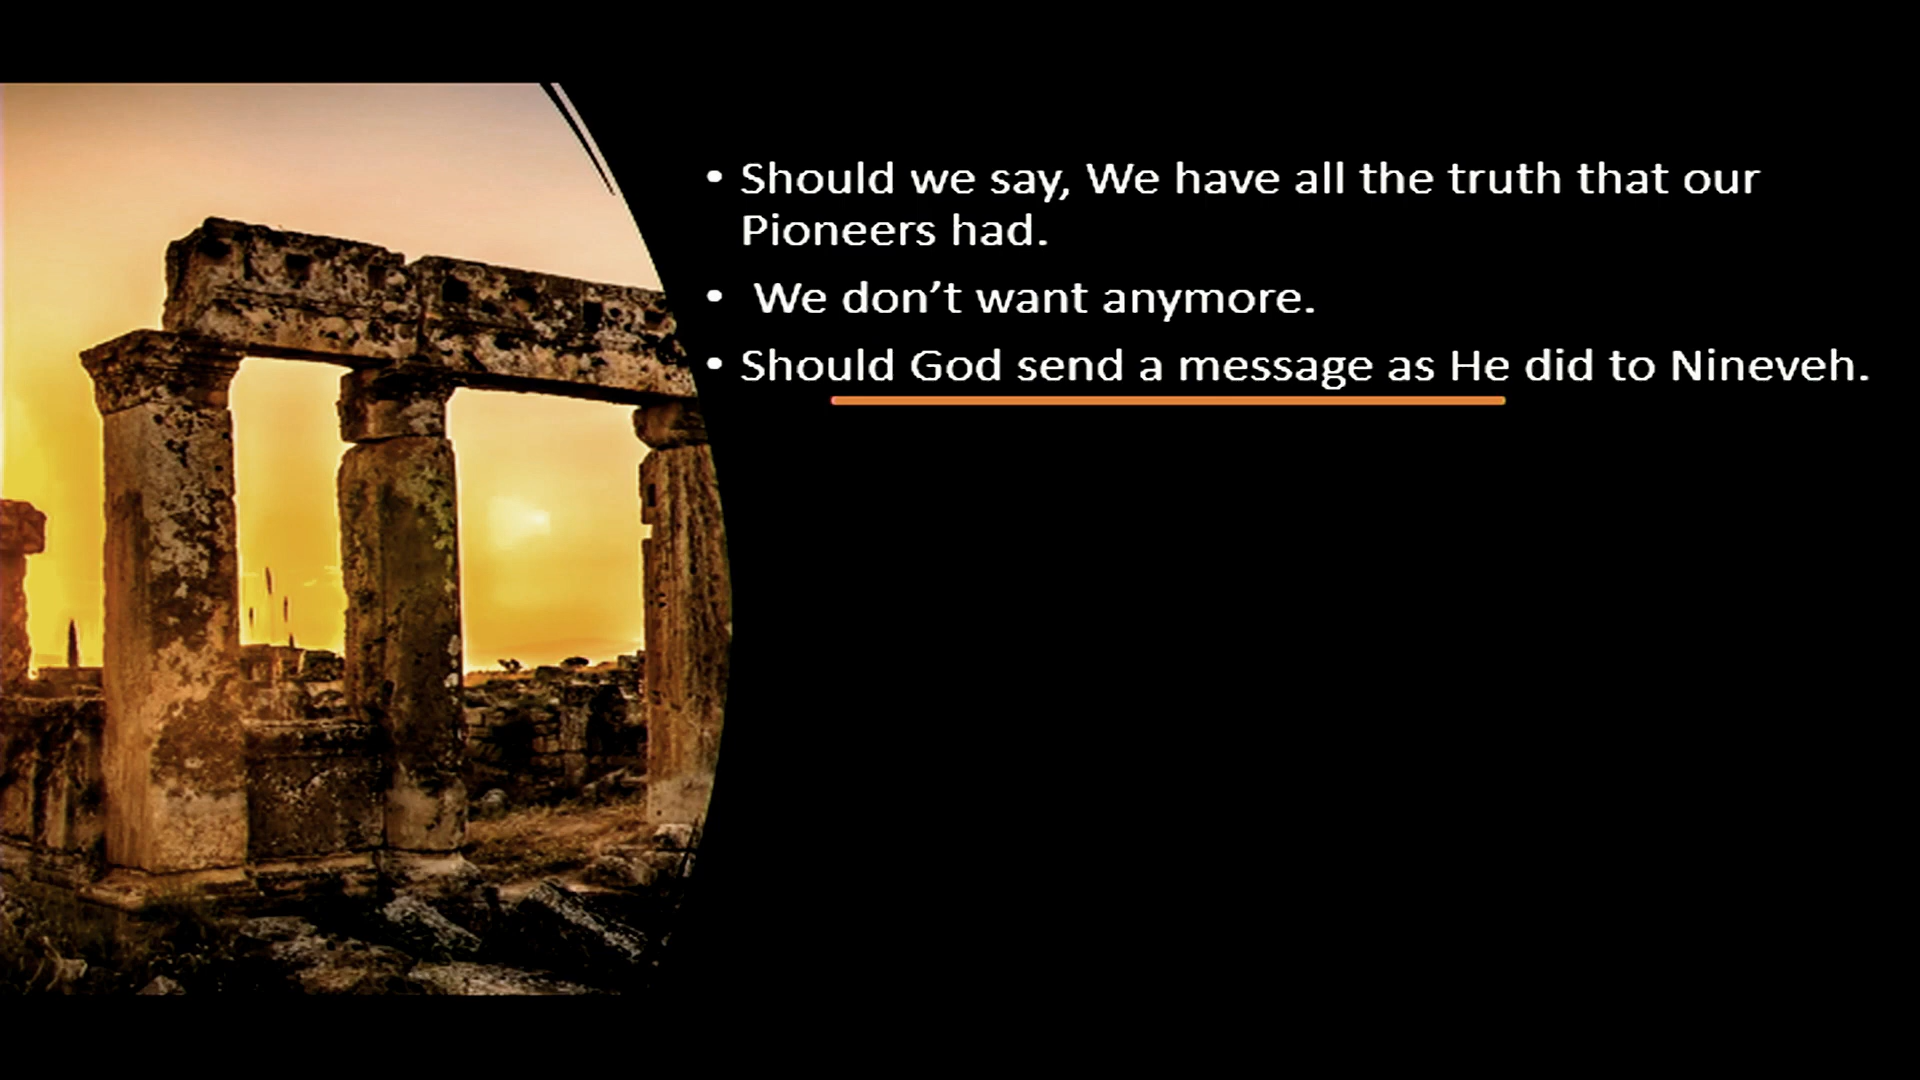 • Should we say, We have all the truth that our
Pioneers had.
• We don’t want anymore.
• Should God send a message as He did to Nineveh.